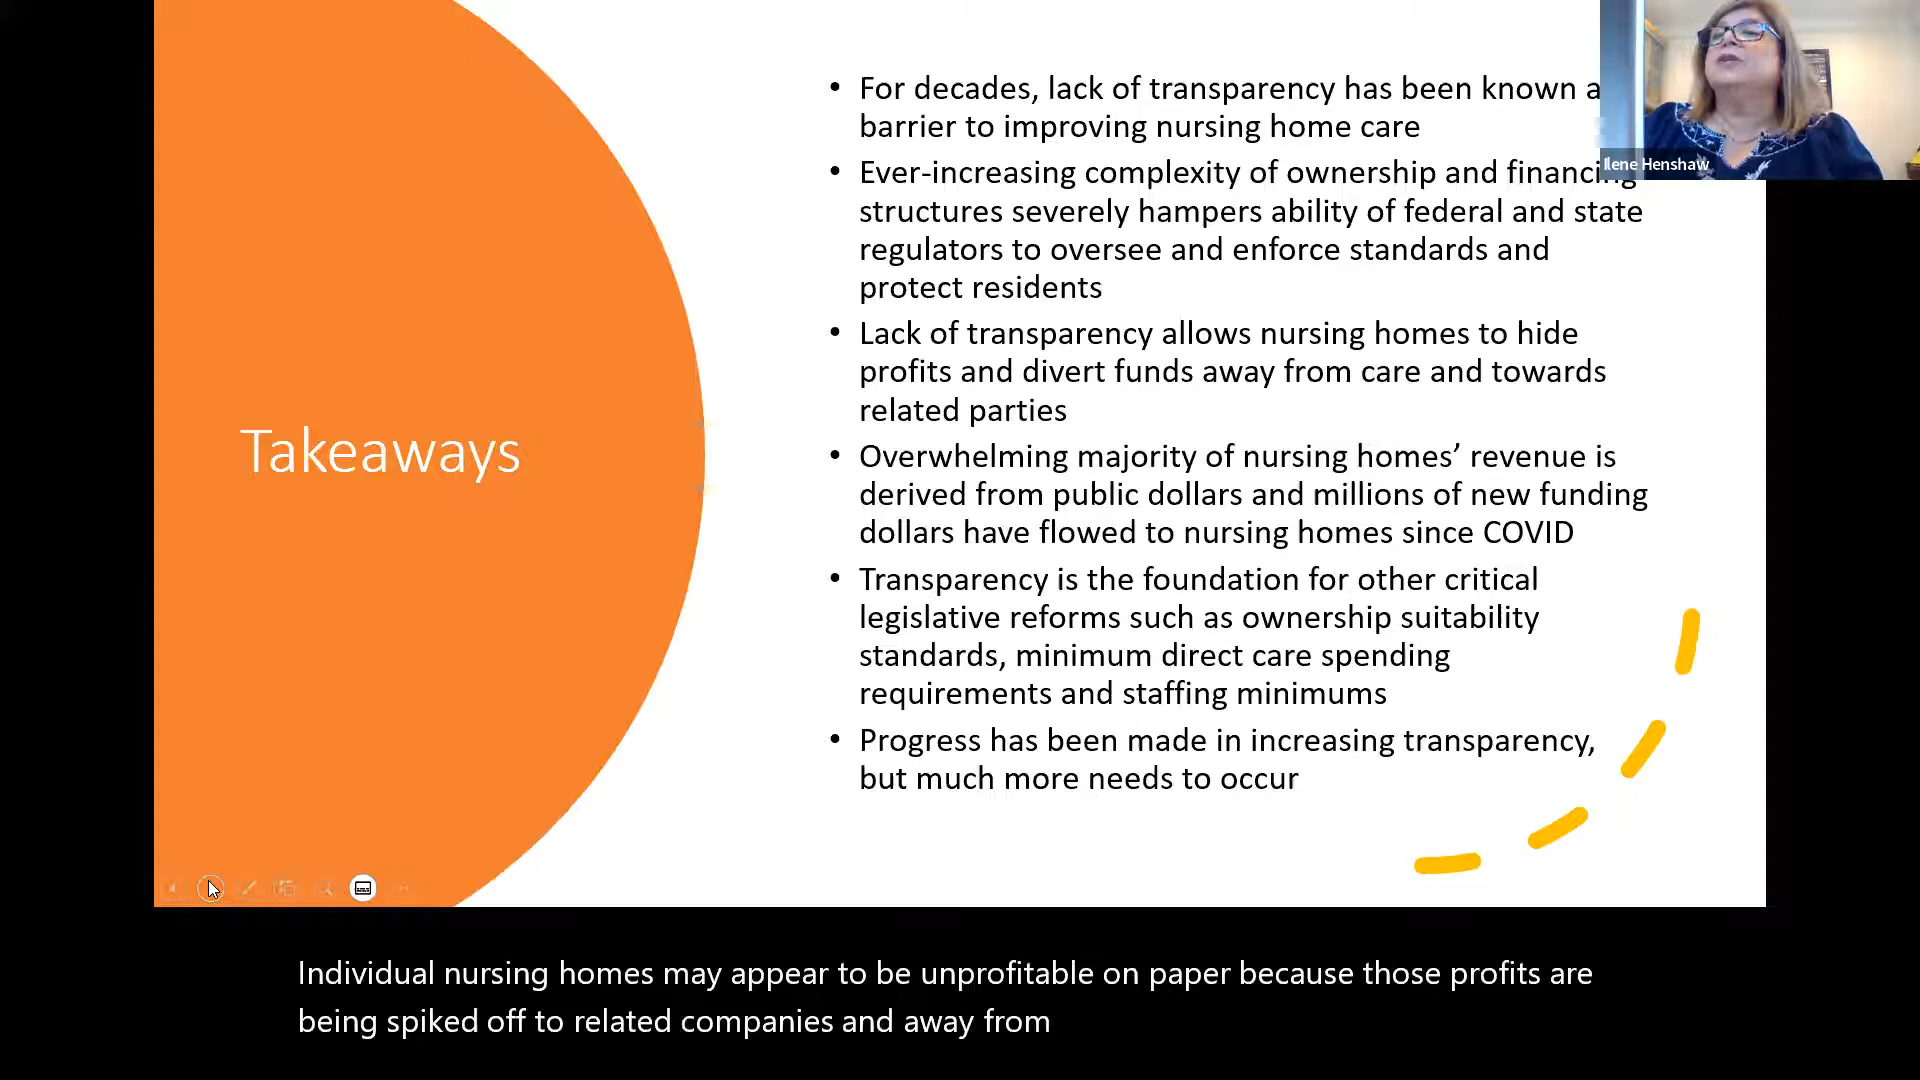 For decades, lack of transparency has been known a
barrier to improving nursing home care
Ilene Henshaw
Ever-increasing complexity of ownership and financing
structures severely hampers ability of federal and state
regulators to oversee and enforce standards and
protect residents
Lack of transparency allows nursing homes to hide
profits and divert funds away from care and towards
related parties
Takeaways
Overwhelming majority of nursing homes’ revenue is
derived from public dollars and millions of new funding
dollars have flowed to nursing homes since COVID
Transparency is the foundation for other critical
legislative reforms such as ownership suitability
standards, minimum direct care spending
requirements and staffing minimums
Progress has been made in increasing transparency,
but much more needs to occur
Individual nursing homes may appear to be unprofitable on paper because those profits are
being spiked off to related companies and away from